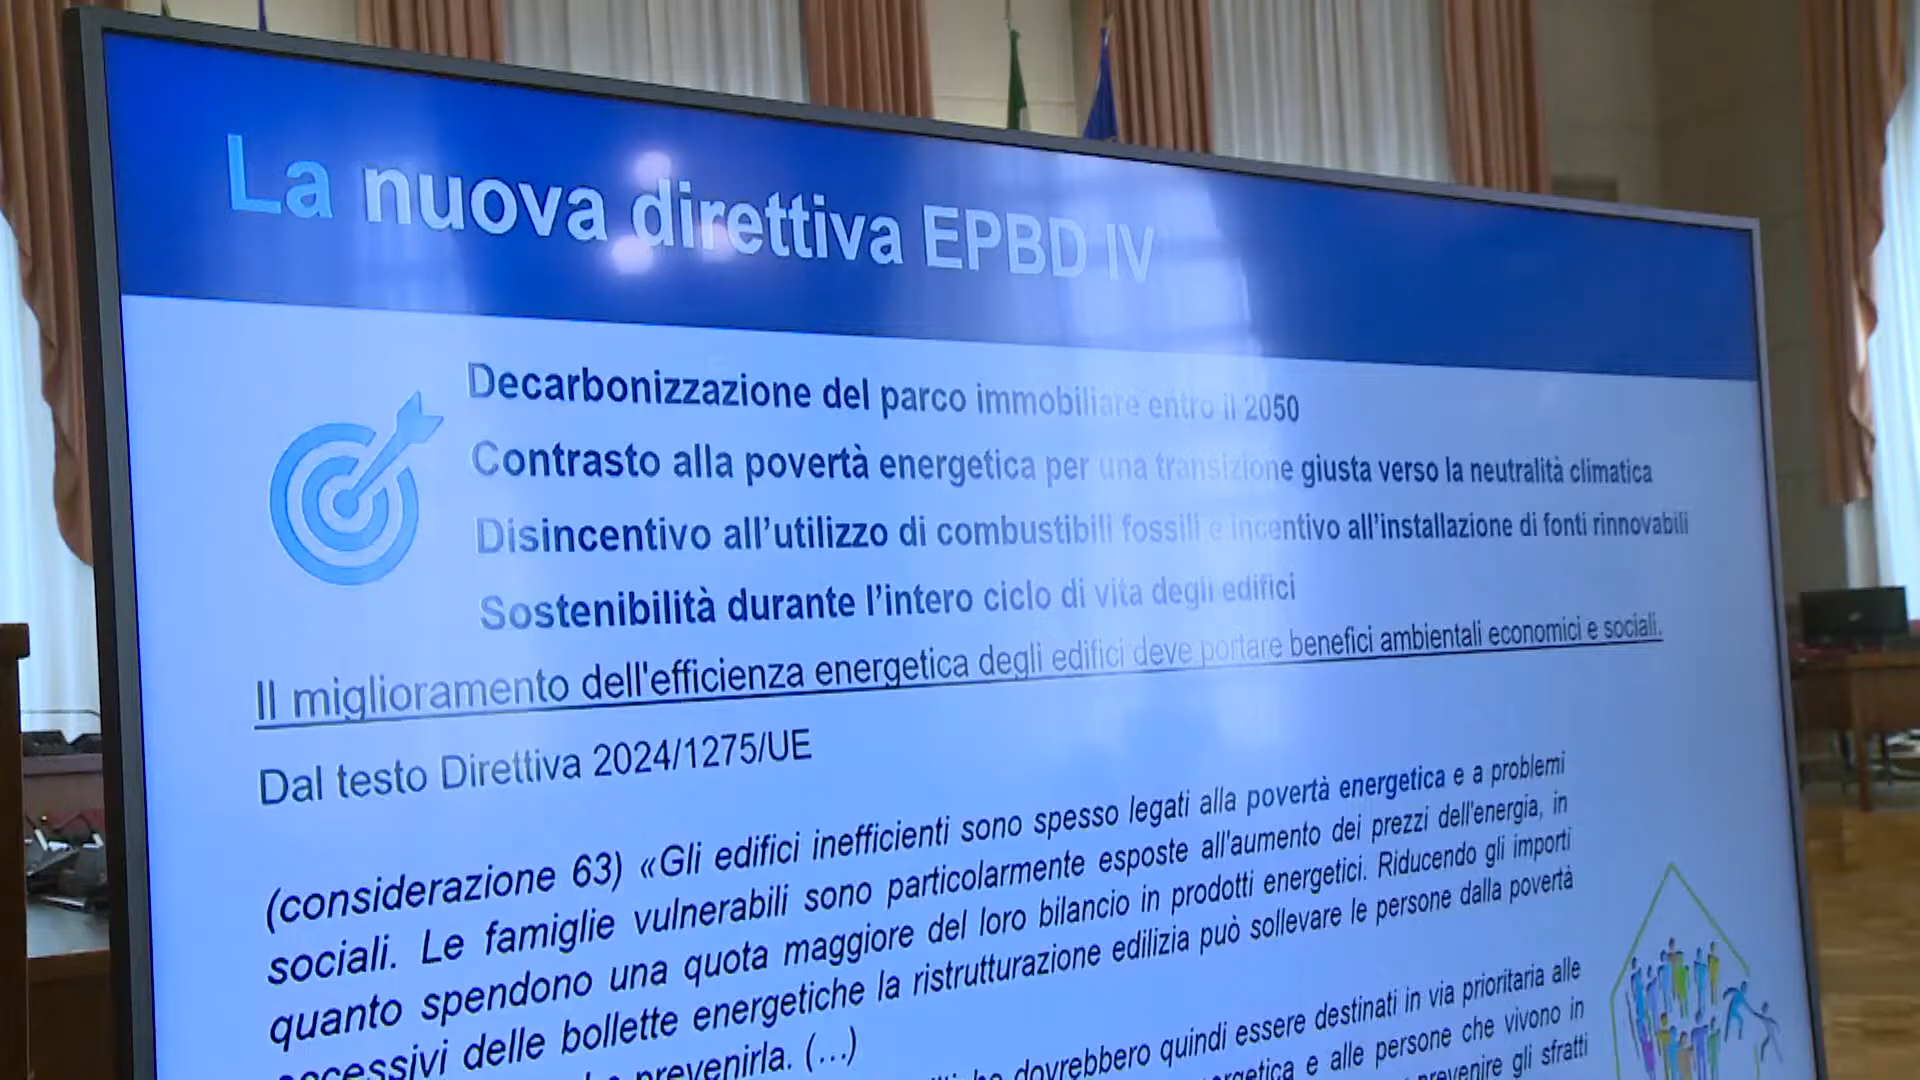 La nuova direttiva EPBD IV
Decarbonizzazione del parco immobiliare entro il 2050
Contrasto alla povertà energetica per una transizione giusta verso la neutralità climatica
Disincentivo all’utilizzo di combustibili fossili e incentivo all’installazione di fonti rinnovabili
Sostenibilità durante l’intero ciclo di vita degli edifici
Il miglioramento dell'efficienza energetica degli edifici deve portare benefici ambientali economici e sociali.
Dal testo Direttiva 2024/1275/UE
(considerazione 63) «Gli edifici inefficienti sono spesso legati alla povertà energetica e a problemi
sociali. Le famiglie vulnerabili sono particolarmente esposte all'aumento dei prezzi dell'energia, in
quanto spendono una quota maggiore del loro bilancio in prodotti energetici. Riducendo gli importi
eccessivi delle bollette energetiche la ristrutturazione edilizia può sollevare le persone dalla povertà
prevenirla. (…)
dovrebbero quindi essere destinati in via prioritaria alle
e alle persone che vivono in
prevenire gli sfratti